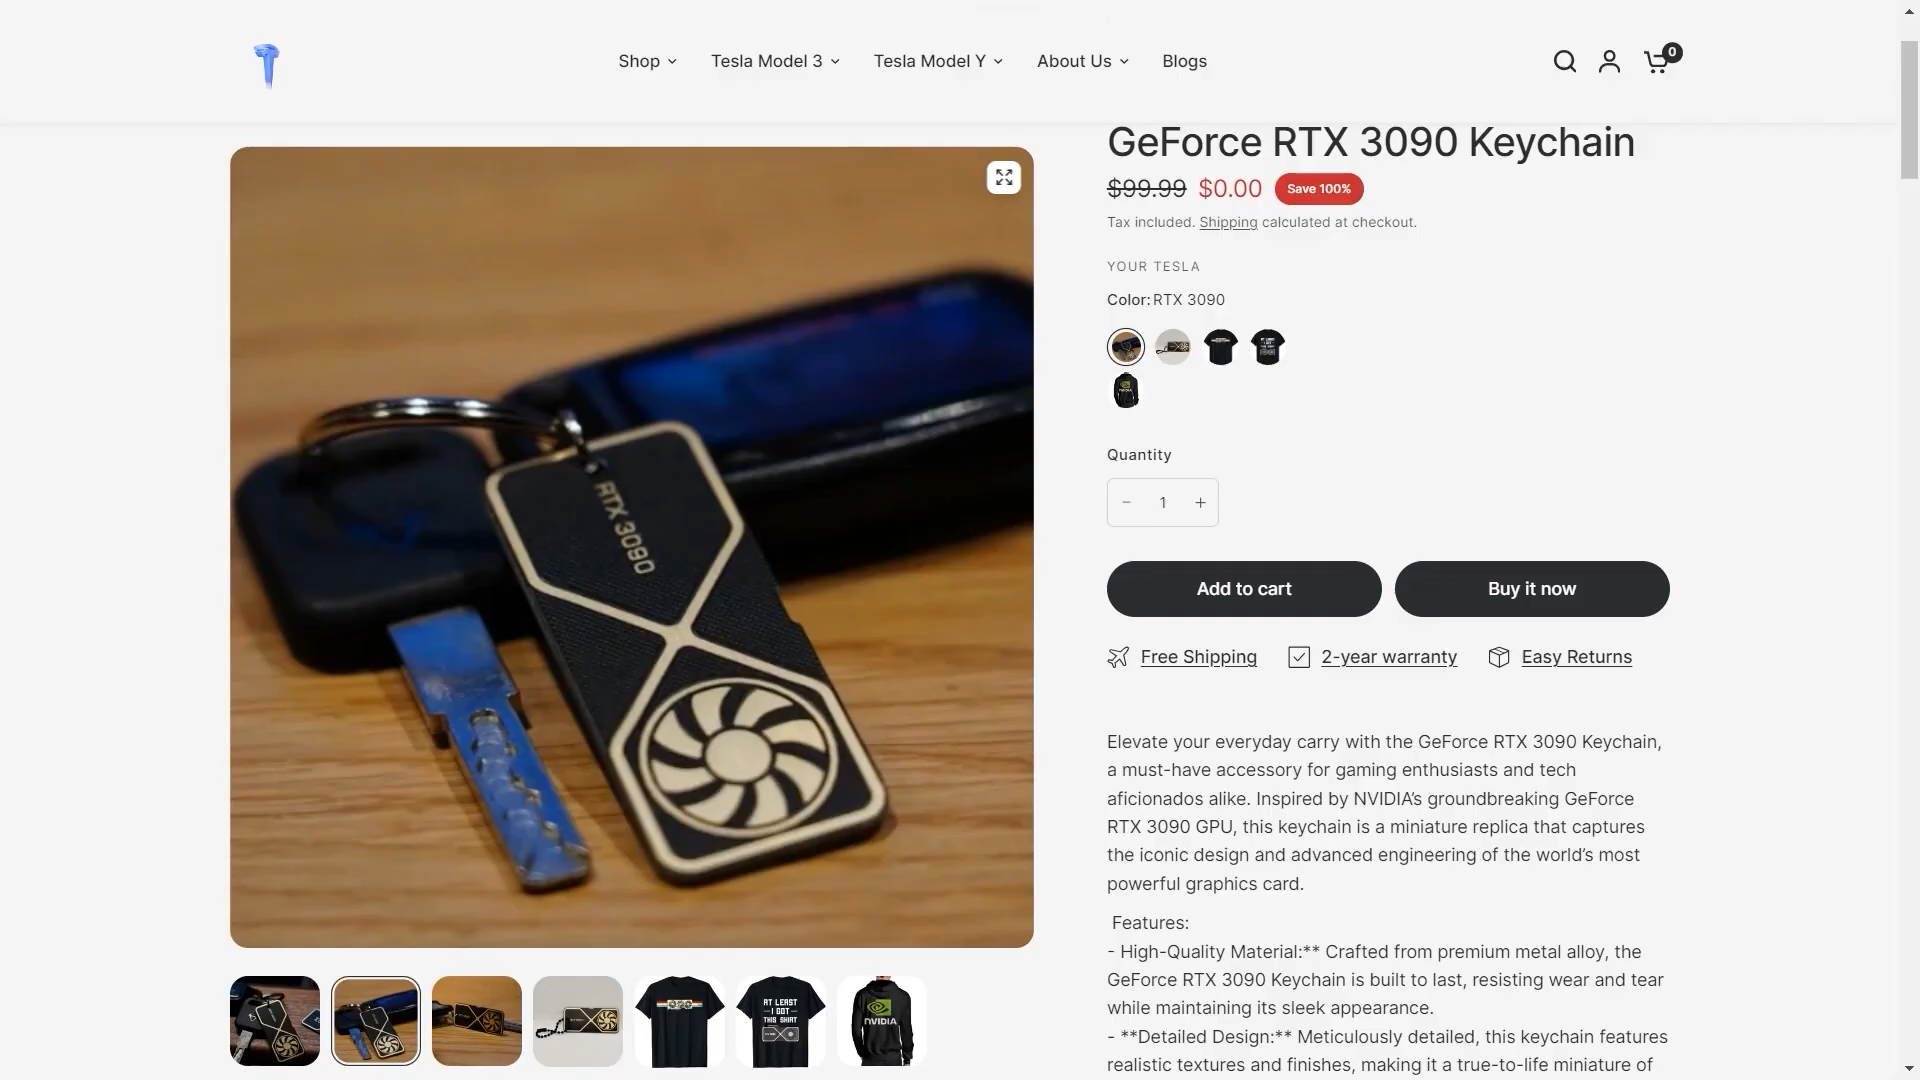 Shop
Tesla Model 3
Tesla Model Y
About Us
Blogs
0
GeForce RTX 3090 Keychain
$99.99 $0.00 Save 100%
Tax included. Shipping calculated at checkout.
YOUR TESLA
Color: RTX 3090
Quantity
− 1 +
Add to cart
Buy it now
Free Shipping
2-year warranty
Easy Returns
Elevate your everyday carry with the GeForce RTX 3090 Keychain,
a must-have accessory for gaming enthusiasts and tech
aficionados alike. Inspired by NVIDIA’s groundbreaking GeForce
RTX 3090 GPU, this keychain is a miniature replica that captures
the iconic design and advanced engineering of the world’s most
powerful graphics card.
Features:
- High-Quality Material:** Crafted from premium metal alloy, the
GeForce RTX 3090 Keychain is built to last, resisting wear and tear
while maintaining its sleek appearance.
- **Detailed Design:** Meticulously detailed, this keychain features
realistic textures and finishes, making it a true-to-life miniature of
RTX 3090
AT LEAST
I GOT
THIS SHIRT
NVIDIA